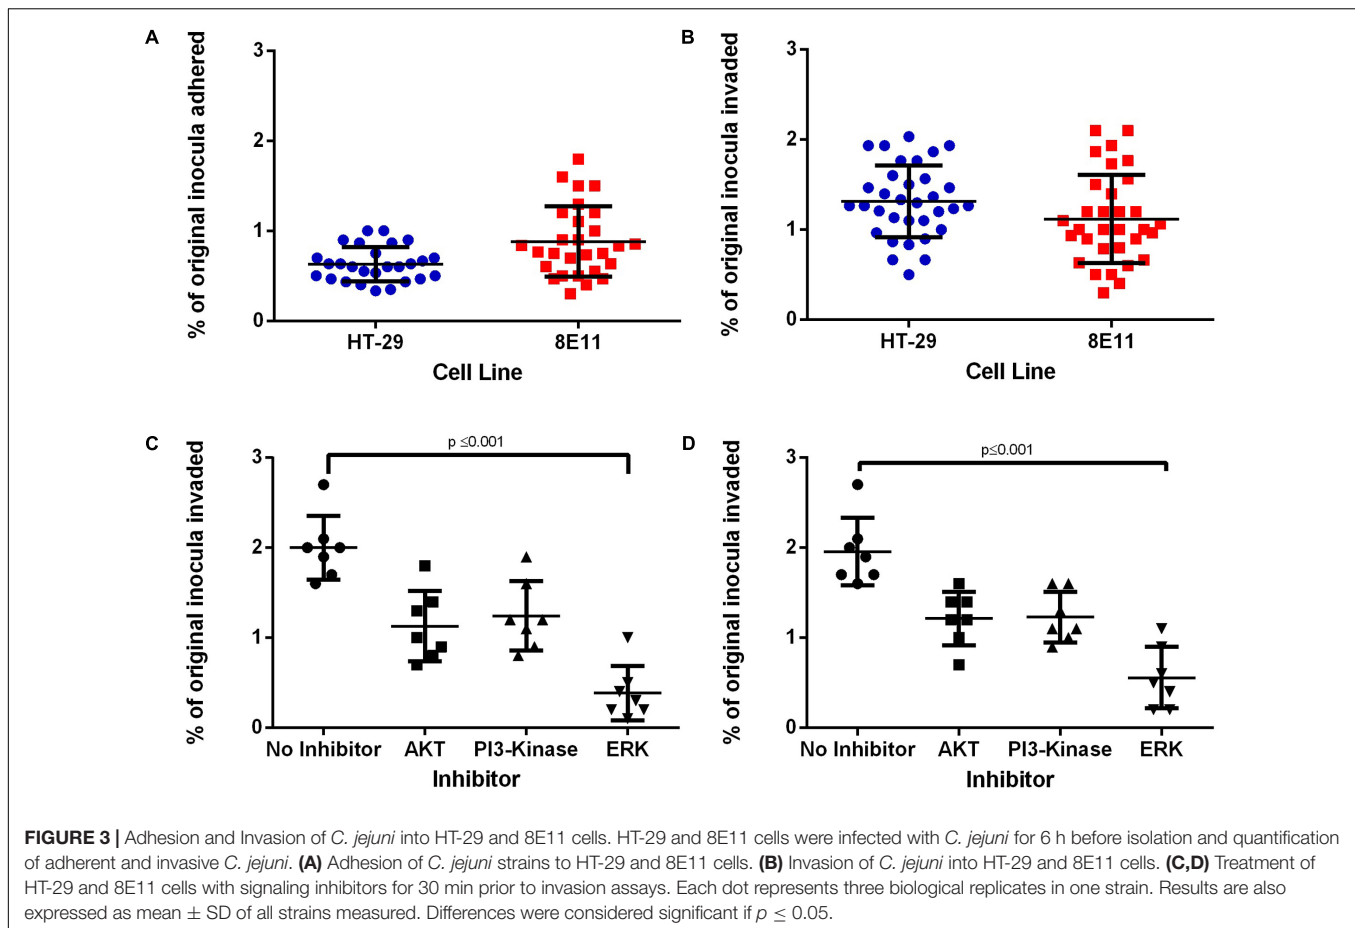 A
% of original inocula adhered
3
2
1
0
HT-29
8E11
Cell Line
B
% of original inocula invaded
3
2
1
0
HT-29
8E11
Cell Line
C
% of original inocula invaded
p ≤0.001
3
2
1
0
No Inhibitor
AKT
PI3-Kinase
ERK
Inhibitor
D
% of original inocula invaded
p≤0.001
3
2
1
0
No Inhibitor
AKT
PI3-Kinase
ERK
Inhibitor
FIGURE 3 | Adhesion and Invasion of C. jejuni into HT-29 and 8E11 cells. HT-29 and 8E11 cells were infected with C. jejuni for 6 h before isolation and quantification
of adherent and invasive C. jejuni. (A) Adhesion of C. jejuni strains to HT-29 and 8E11 cells. (B) Invasion of C. jejuni into HT-29 and 8E11 cells. (C,D) Treatment of
HT-29 and 8E11 cells with signaling inhibitors for 30 min prior to invasion assays. Each dot represents three biological replicates in one strain. Results are also
expressed as mean ± SD of all strains measured. Differences were considered significant if p ≤ 0.05.